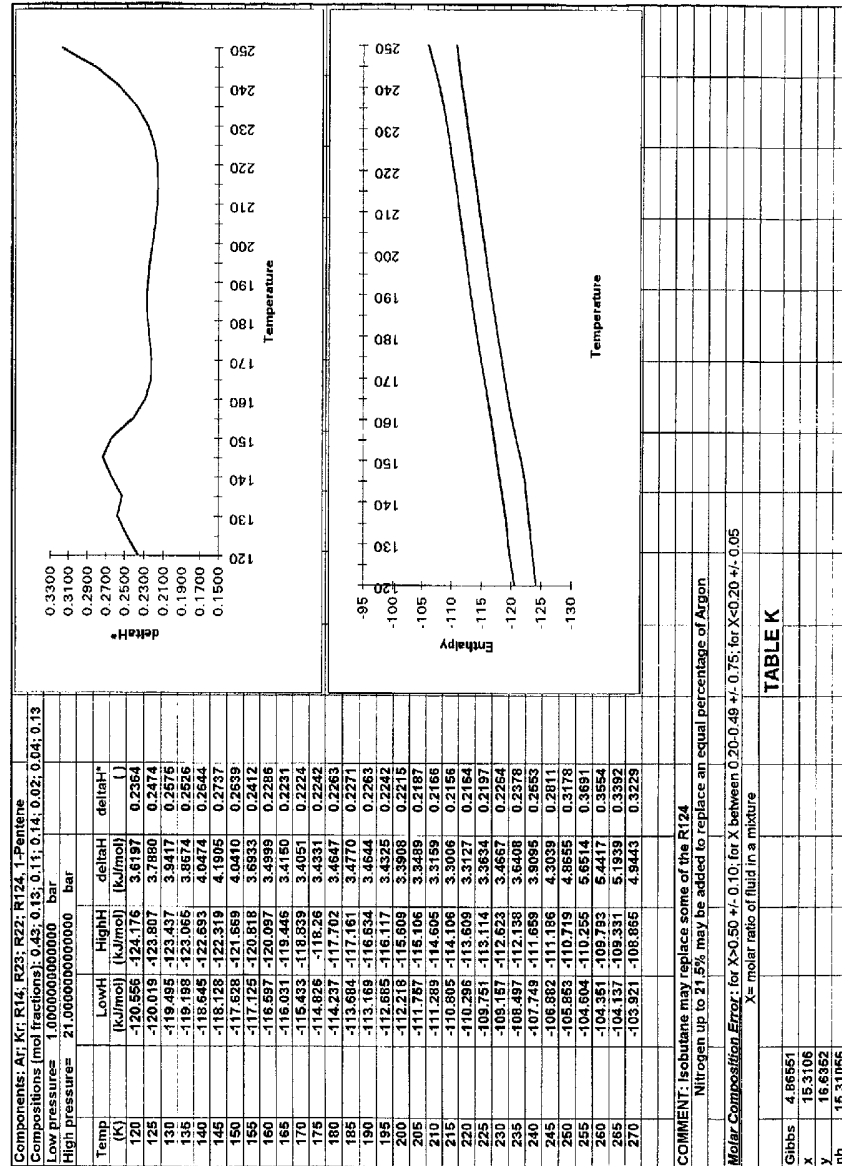 Components: Ar; Kr; R14; R23; R22; R124, 1-Pentene
Compositions (mol fractions): 0.43; 0.13; 0.11; 0.14; 0.02; 0.04; 0.13
Low pressure= 1.0000000000000 bar
High pressure= 21.0000000000000 bar
Temp LowH HighH deltaH deltaH*
(K) (kJ/mol) (kJ/mol) (kJ/mol) ( )
120 -120.556 -124.176 3.6197 0.2364
125 -120.019 -123.807 3.7880 0.2474
130 -119.495 -123.437 3.9417 0.2575
135 -119.198 -123.065 3.8674 0.2526
140 -118.645 -122.693 4.0474 0.2644
145 -118.128 -122.319 4.1905 0.2737
150 -117.628 -121.669 4.0410 0.2639
155 -117.125 -120.818 3.6933 0.2412
160 -116.597 -120.097 3.4999 0.2286
165 -116.031 -119.446 3.4150 0.2231
170 -115.433 -118.839 3.4051 0.2224
175 -114.826 -118.26 3.4331 0.2242
180 -114.237 -117.702 3.4647 0.2263
185 -113.684 -117.161 3.4770 0.2271
190 -113.169 -116.634 3.4644 0.2263
195 -112.685 -116.117 3.4325 0.2242
200 -112.218 -115.609 3.3908 0.2215
205 -111.757 -115.106 3.3489 0.2187
210 -111.289 -114.605 3.3159 0.2166
215 -110.805 -114.106 3.3006 0.2156
220 -110.296 -113.609 3.3127 0.2164
225 -109.751 -113.114 3.3634 0.2197
230 -109.157 -112.623 3.4667 0.2264
235 -108.497 -112.138 3.6408 0.2378
240 -107.749 -111.659 3.9095 0.2553
245 -106.882 -111.186 4.3039 0.2811
250 -105.853 -110.719 4.8655 0.3178
255 -104.604 -110.255 5.6514 0.3691
260 -104.351 -109.793 5.4417 0.3554
265 -104.137 -109.331 5.1939 0.3392
270 -103.921 -108.865 4.9443 0.3229
deltaH*
0.3300
0.3100
0.2900
0.2700
0.2500
0.2300
0.2100
0.1900
0.1700
0.1500
120 130 140 150 160 170 180 190 200 210 220 230 240 250
Temperature
Enthalpy
-95
-100
-105
-110
-115
-120
-125
-130
20 130 140 150 160 170 180 190 200 210 220 230 240 250
Temperature
COMMENT: Isobutane may replace some of the R124
Nitrogen up to 21.5% may be added to replace an equal percentage of Argon
Molar Composition Error: for X>0.50 +/- 0.10; for X between 0.20-0.49 +/- 0.75; for X<0.20 +/- 0.05
X= molar ratio of fluid in a mixture
TABLE K
Gibbs 4.86551
x 15.3106
y 16.6352
nh 15.31055